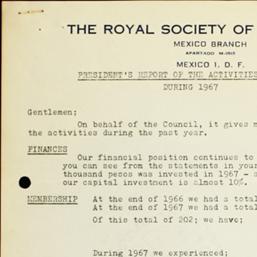 THE ROYAL SOCIETY OF
MEXICO BRANCH
APARTADO M-2515
MEXICO 1. D. F.
PRESIDENT'S REPORT OF THE ACTIVITIES
DURING 1967
Gentlemen;
On behalf of the Council, it gives m
the activities during the past year.
FINANCES
Our financial position continues to
you can see from the statements in your
thousand pesos was invested in 1967 - s
our capital investment is almost 10%.
MEMBERSHIP At the end of 1966 we had a total
At the end of 1967 we had a total
Of this total of 202; we have;
During 1967 we experienced;